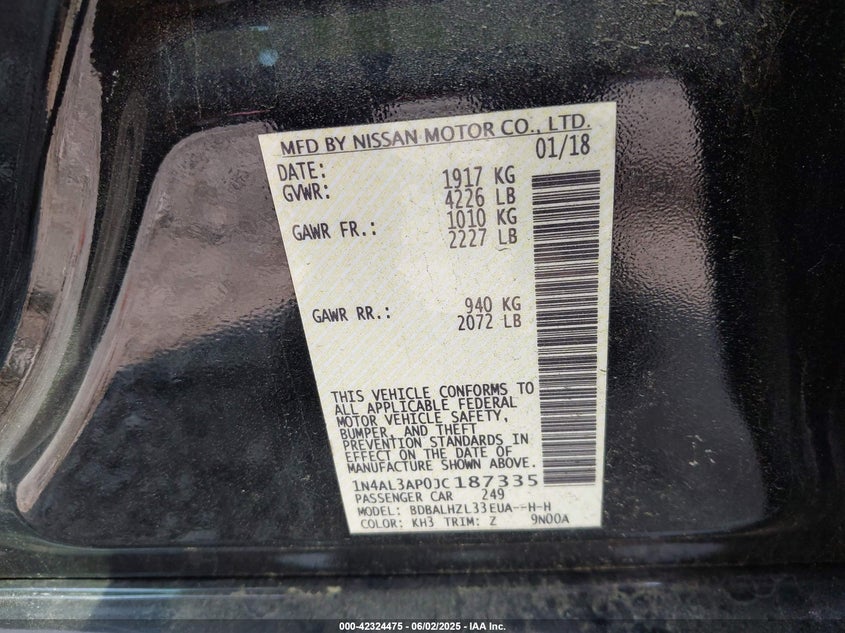 MFD BY NISSAN MOTOR CO., LTD.
DATE: 01/18
GVWR: 1917 KG
4226 LB
GAWR FR.: 1010 KG
2227 LB
GAWR RR.: 940 KG
2072 LB
THIS VEHICLE CONFORMS TO
ALL APPLICABLE FEDERAL
MOTOR VEHICLE SAFETY,
BUMPER, AND THEFT
PREVENTION STANDARDS IN
EFFECT ON THE DATE OF
MANUFACTURE SHOWN ABOVE.
1N4AL3AP0JC187335
PASSENGER CAR 249
MODEL: BDBALHZL33EUA--H-H
COLOR: KH3 TRIM: Z 9N00A
000-42324475 - 06/02/2025 - IAA Inc.